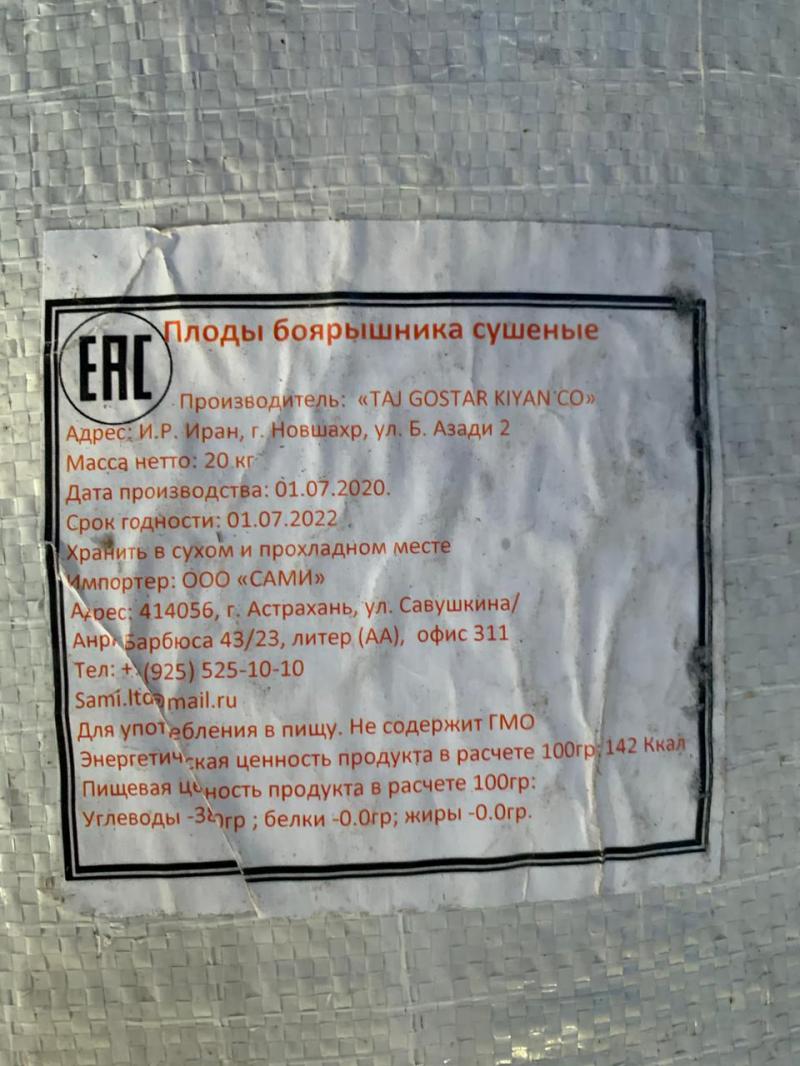 EAC
Плоды боярышника сушеные
Производитель: «TAJ GOSTAR KIYAN CO»
Адрес: И.Р. Иран, г. Новшахр, ул. Б. Азади 2
Масса нетто: 20 кг
Дата производства: 01.07.2020.
Срок годности: 01.07.2022
Хранить в сухом и прохладном месте
Импортер: ООО «САМИ»
Адрес: 414056, г. Астрахань, ул. Савушкина/
Барбюса 43/23, литер (АА), офис 311
Тел: (925) 525-10-10
Для употребления в пищу. Не содержит ГМО
Энергетическая ценность продукта в расчете 100гр 142 Ккал
Пищевая ценность продукта в расчете 100гр:
Углеводы ; белки -0.0гр; жиры -0.0гр.